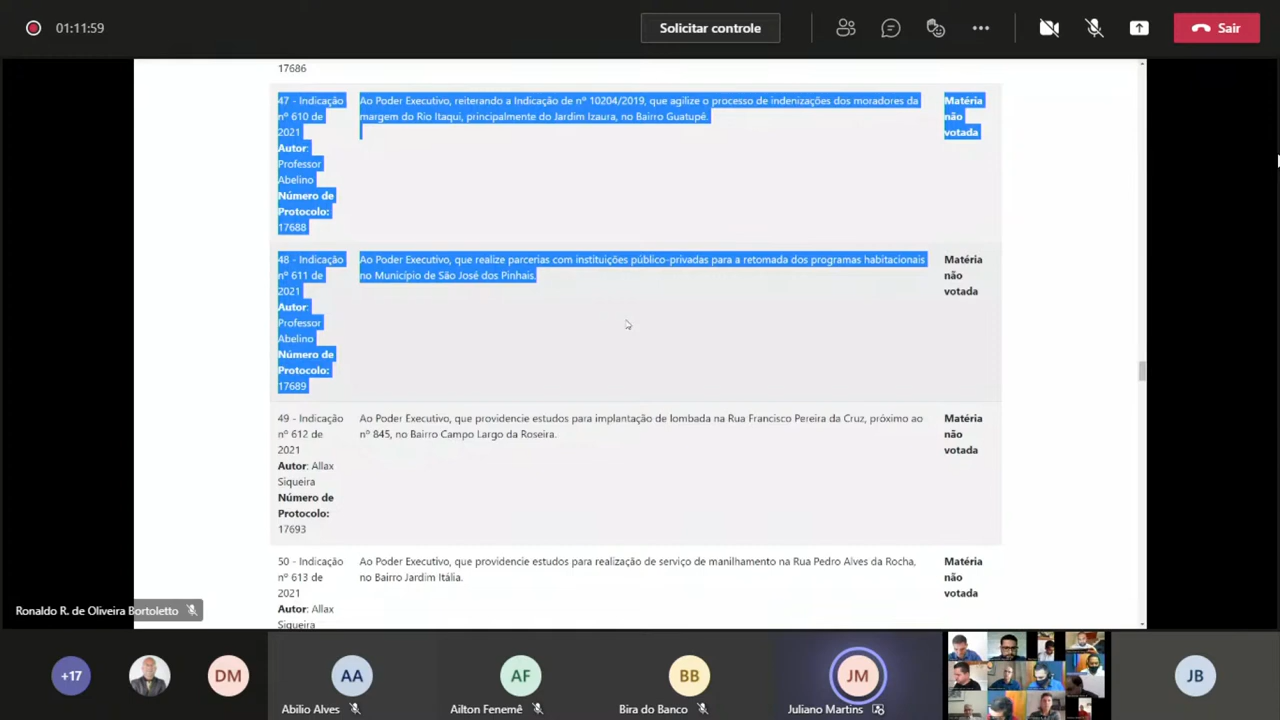 01:11:59
Solicitar controle
Sair
17686
47 - Indicação
nº 610 de
2021
Autor:
Professor
Abelino
Número de
Protocolo:
17688
Ao Poder Executivo, reiterando a Indicação de nº 10204/2019, que agilize o processo de indenizações dos moradores da
margem do Rio Itaqui, principalmente do Jardim Izaura, no Bairro Guatupê.
Matéria
não
votada
48 - Indicação
nº 611 de
2021
Autor:
Professor
Abelino
Número de
Protocolo:
17689
Ao Poder Executivo, que realize parcerias com instituições público-privadas para a retomada dos programas habitacionais
no Município de São José dos Pinhais.
Matéria
não
votada
49 - Indicação
nº 612 de
2021
Autor: Allax
Siqueira
Número de
Protocolo:
17693
Ao Poder Executivo, que providencie estudos para implantação de lombada na Rua Francisco Pereira da Cruz, próximo ao
nº 845, no Bairro Campo Largo da Roseira.
Matéria
não
votada
50 - Indicação
nº 613 de
2021
Autor: Allax
Siqueira
Ao Poder Executivo, que providencie estudos para realização de serviço de manilhamento na Rua Pedro Alves da Rocha,
no Bairro Jardim Itália.
Matéria
não
votada
Ronaldo R. de Oliveira Bortoletto
+17
DM
AA
Abilio Alves
AF
Ailton Fenemê
BB
Bira do Banco
JM
Juliano Martins
JB